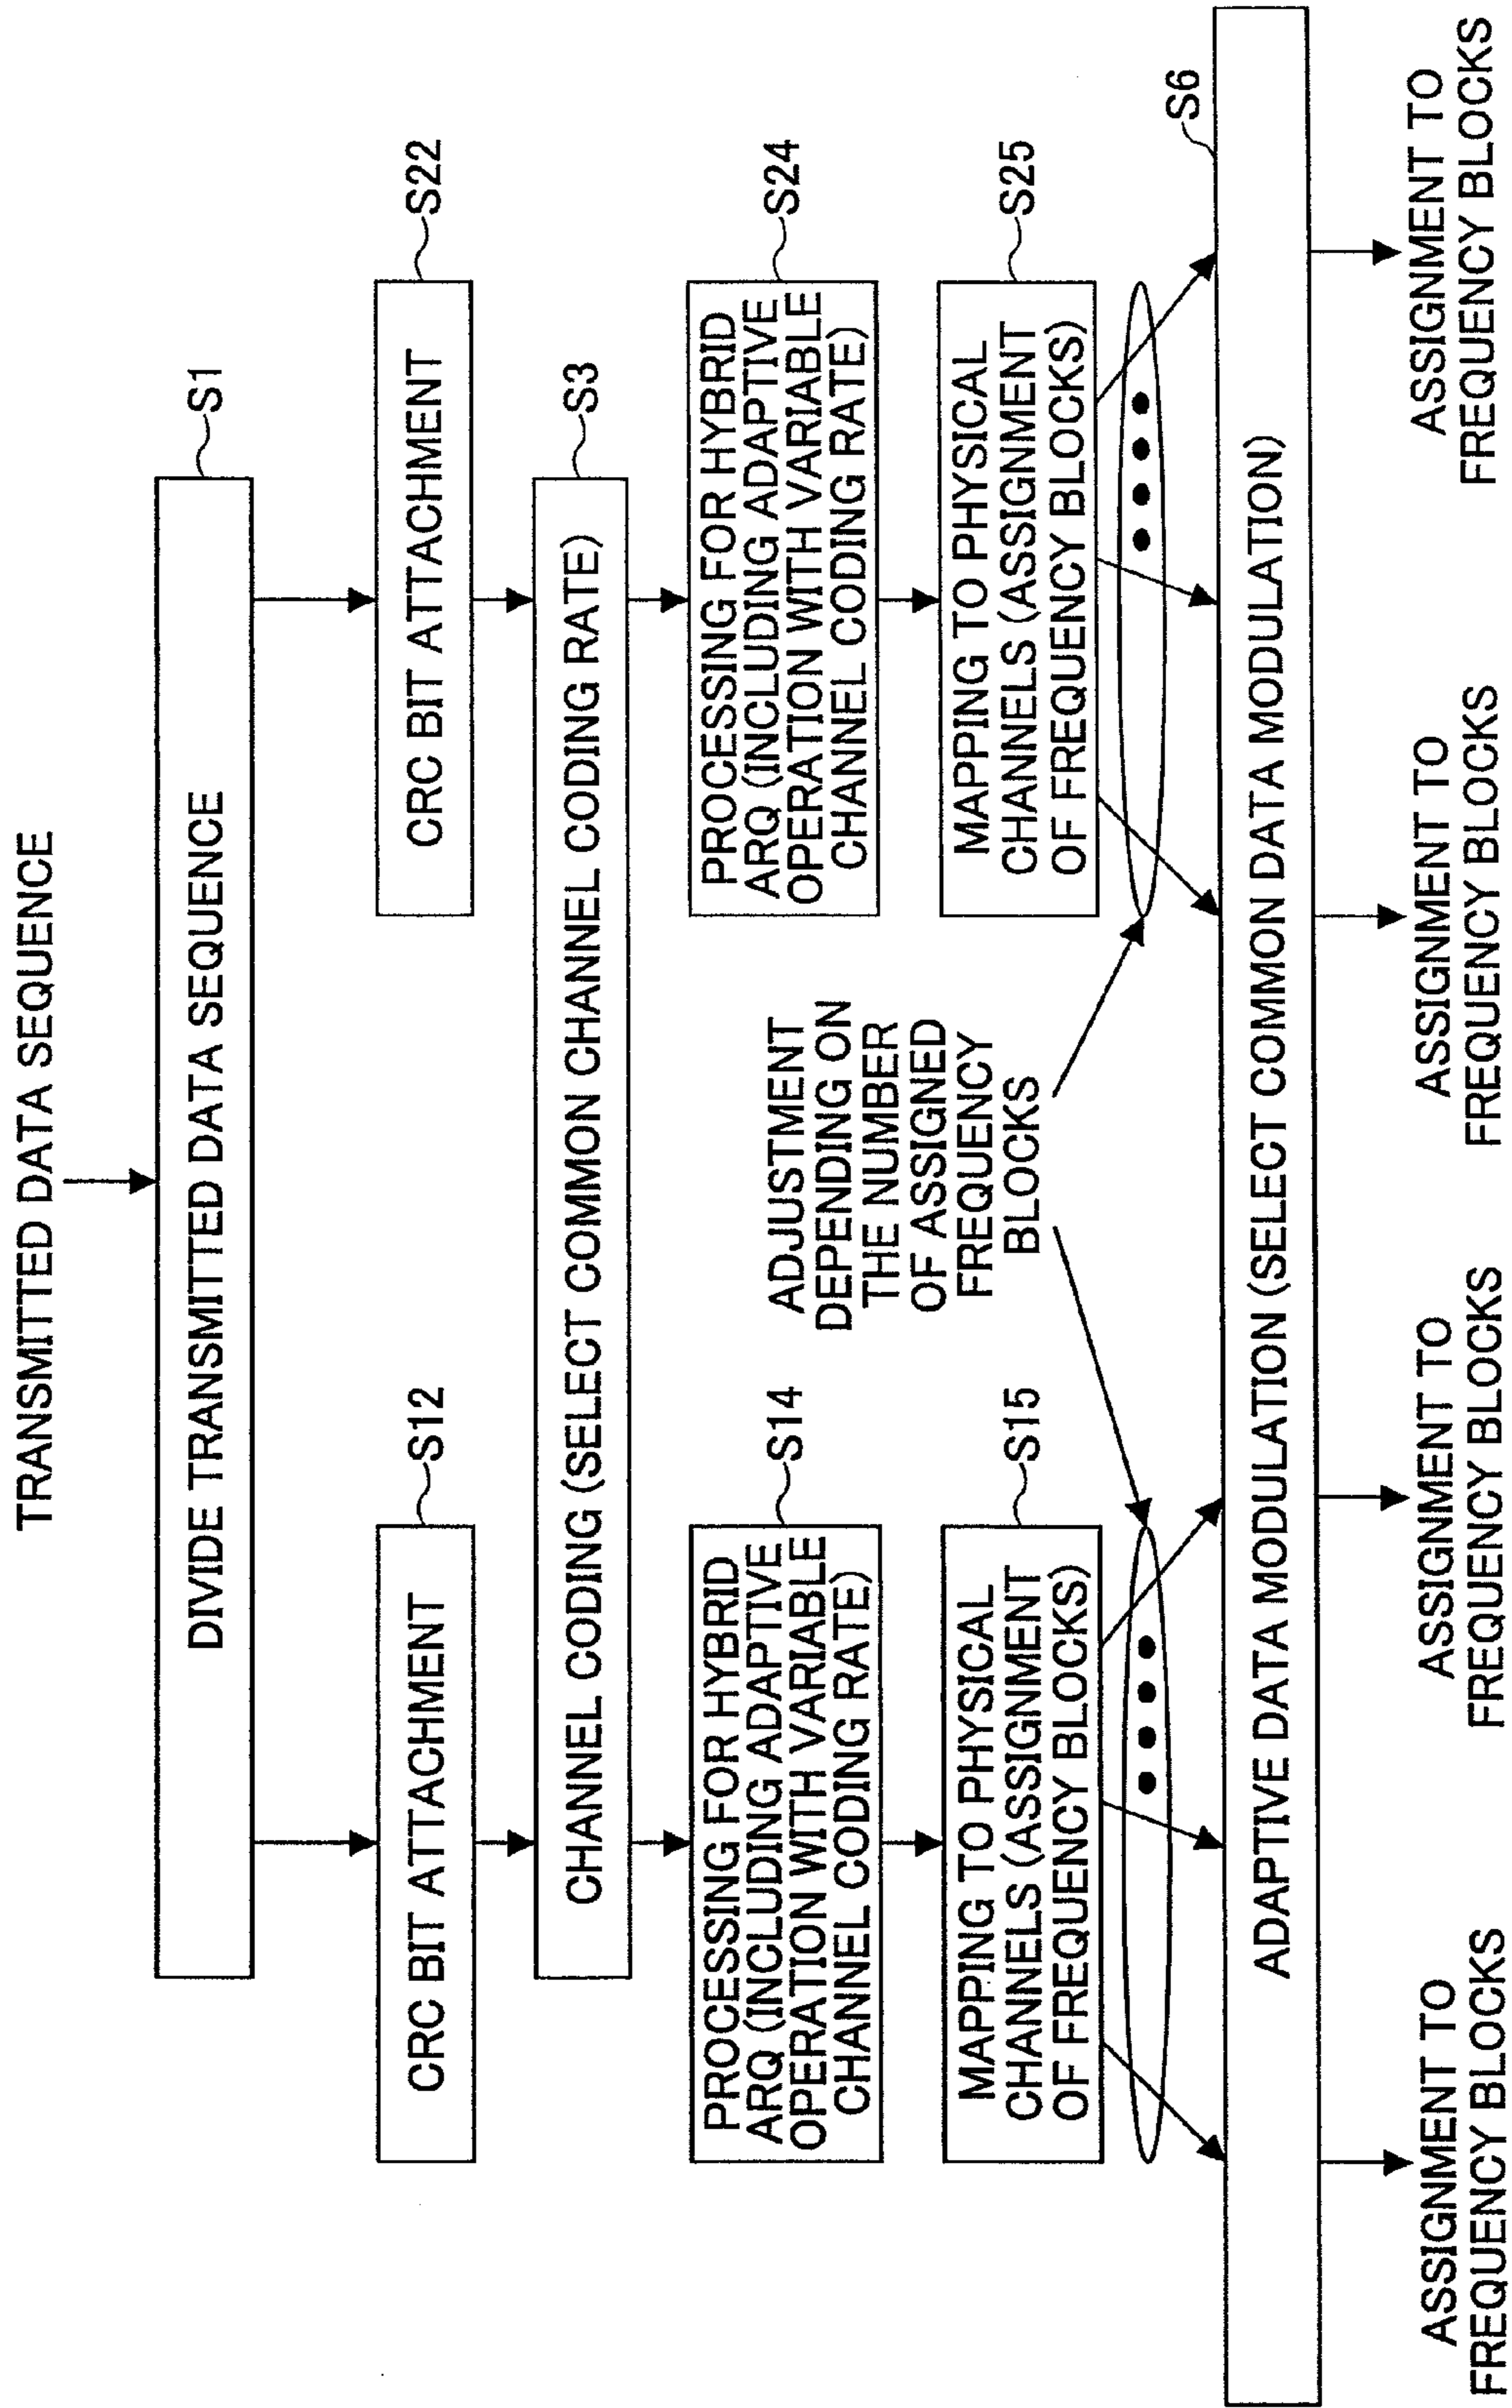 TRANSMITTED DATA SEQUENCE
DIVIDE TRANSMITTED DATA SEQUENCE
S1
CRC BIT ATTACHMENT
S12
CRC BIT ATTACHMENT
S22
CHANNEL CODING (SELECT COMMON CHANNEL CODING RATE)
S3
PROCESSING FOR HYBRID
ARQ (INCLUDING ADAPTIVE
OPERATION WITH VARIABLE
CHANNEL CODING RATE)
S14
PROCESSING FOR HYBRID
ARQ (INCLUDING ADAPTIVE
OPERATION WITH VARIABLE
CHANNEL CODING RATE)
S24
ADJUSTMENT
DEPENDING ON
THE NUMBER
OF ASSIGNED
FREQUENCY
BLOCKS
MAPPING TO PHYSICAL
CHANNELS (ASSIGNMENT
OF FREQUENCY BLOCKS)
S15
MAPPING TO PHYSICAL
CHANNELS (ASSIGNMENT
OF FREQUENCY BLOCKS)
S25
S6
ADAPTIVE DATA MODULATION (SELECT COMMON DATA MODULATION)
ASSIGNMENT TO
FREQUENCY BLOCKS
ASSIGNMENT TO
FREQUENCY BLOCKS
ASSIGNMENT TO
FREQUENCY BLOCKS
ASSIGNMENT TO
FREQUENCY BLOCKS